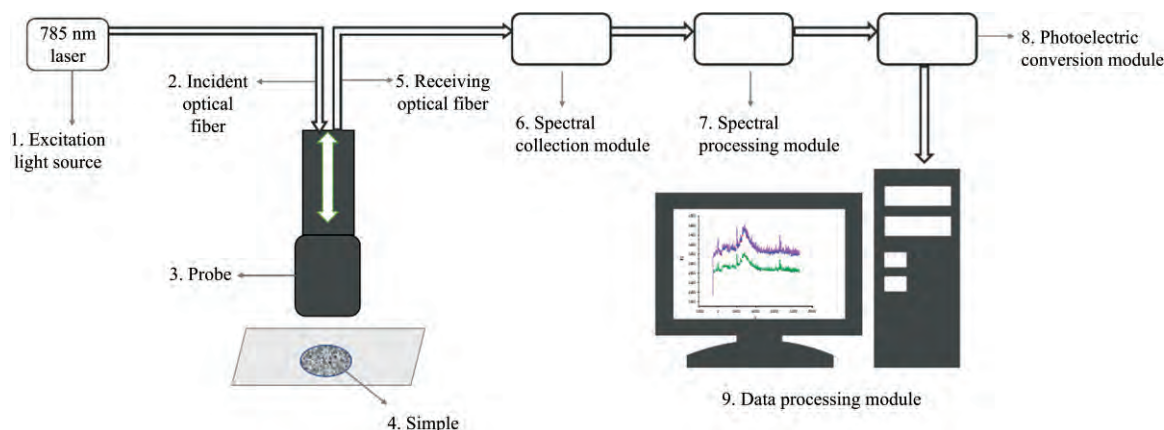 785 nm
laser
1. Excitation
light source
2. Incident
optical
fiber
5. Receiving
optical fiber
6. Spectral
collection module
7. Spectral
processing module
8. Photoelectric
conversion module
3. Probe
4. Simple
9. Data processing module